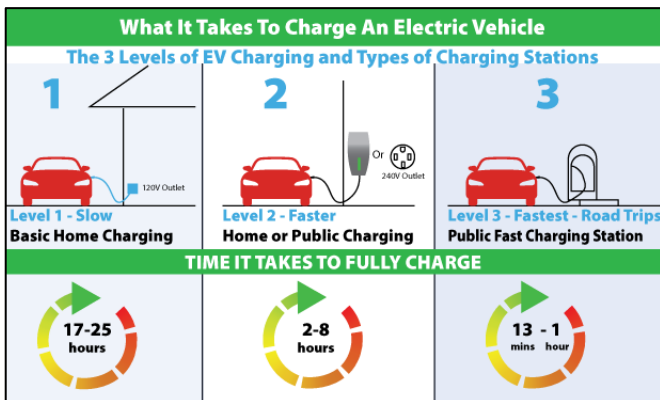 What It Takes To Charge An Electric Vehicle
The 3 Levels of EV Charging and Types of Charging Stations
1
120V Outlet
Level 1 - Slow
Basic Home Charging
2
Or
240V Outlet
Level 2 - Faster
Home or Public Charging
3
Level 3 - Fastest - Road Trips
Public Fast Charging Station
TIME IT TAKES TO FULLY CHARGE
17-25
hours
2-8
hours
13 - 1
mins hour